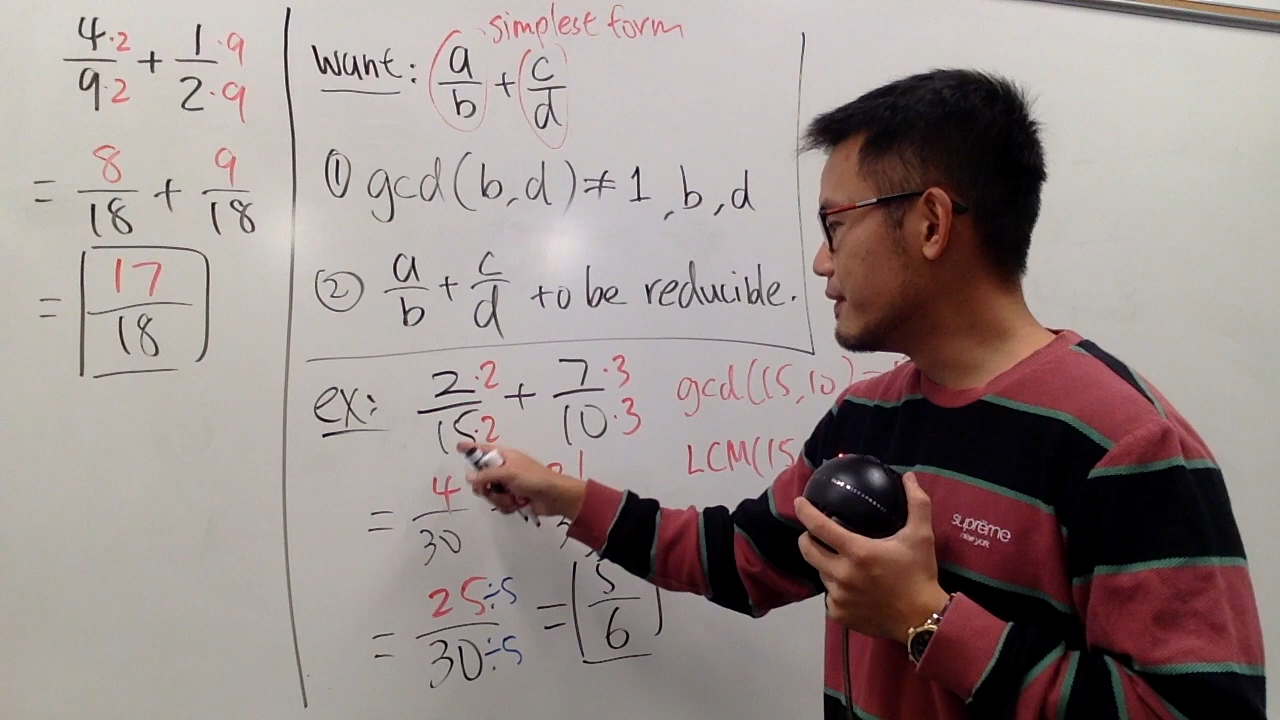 4·2/9·2 + 1·9/2·9
= 8/18 + 9/18
= 17/18
simplest form
Want: a/b + c/d
① gcd(b,d) ≠ 1, b, d
② a/b + c/d to be reducible.
ex: 2·2/15·2 + 7·3/10·3
gcd(15,10)=
LCM(15
= 4/30
= 25÷5/30÷5 = 5/6
supreme
new york